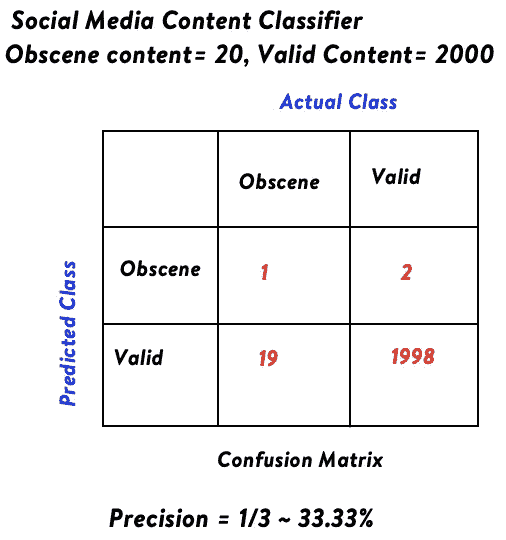 Social Media Content Classifier
Obscene content= 20, Valid Content= 2000
Actual Class
Obscene Valid
Predicted Class
Obscene 1 2
Valid 19 1998
Confusion Matrix
Precision = 1/3 ~ 33.33%